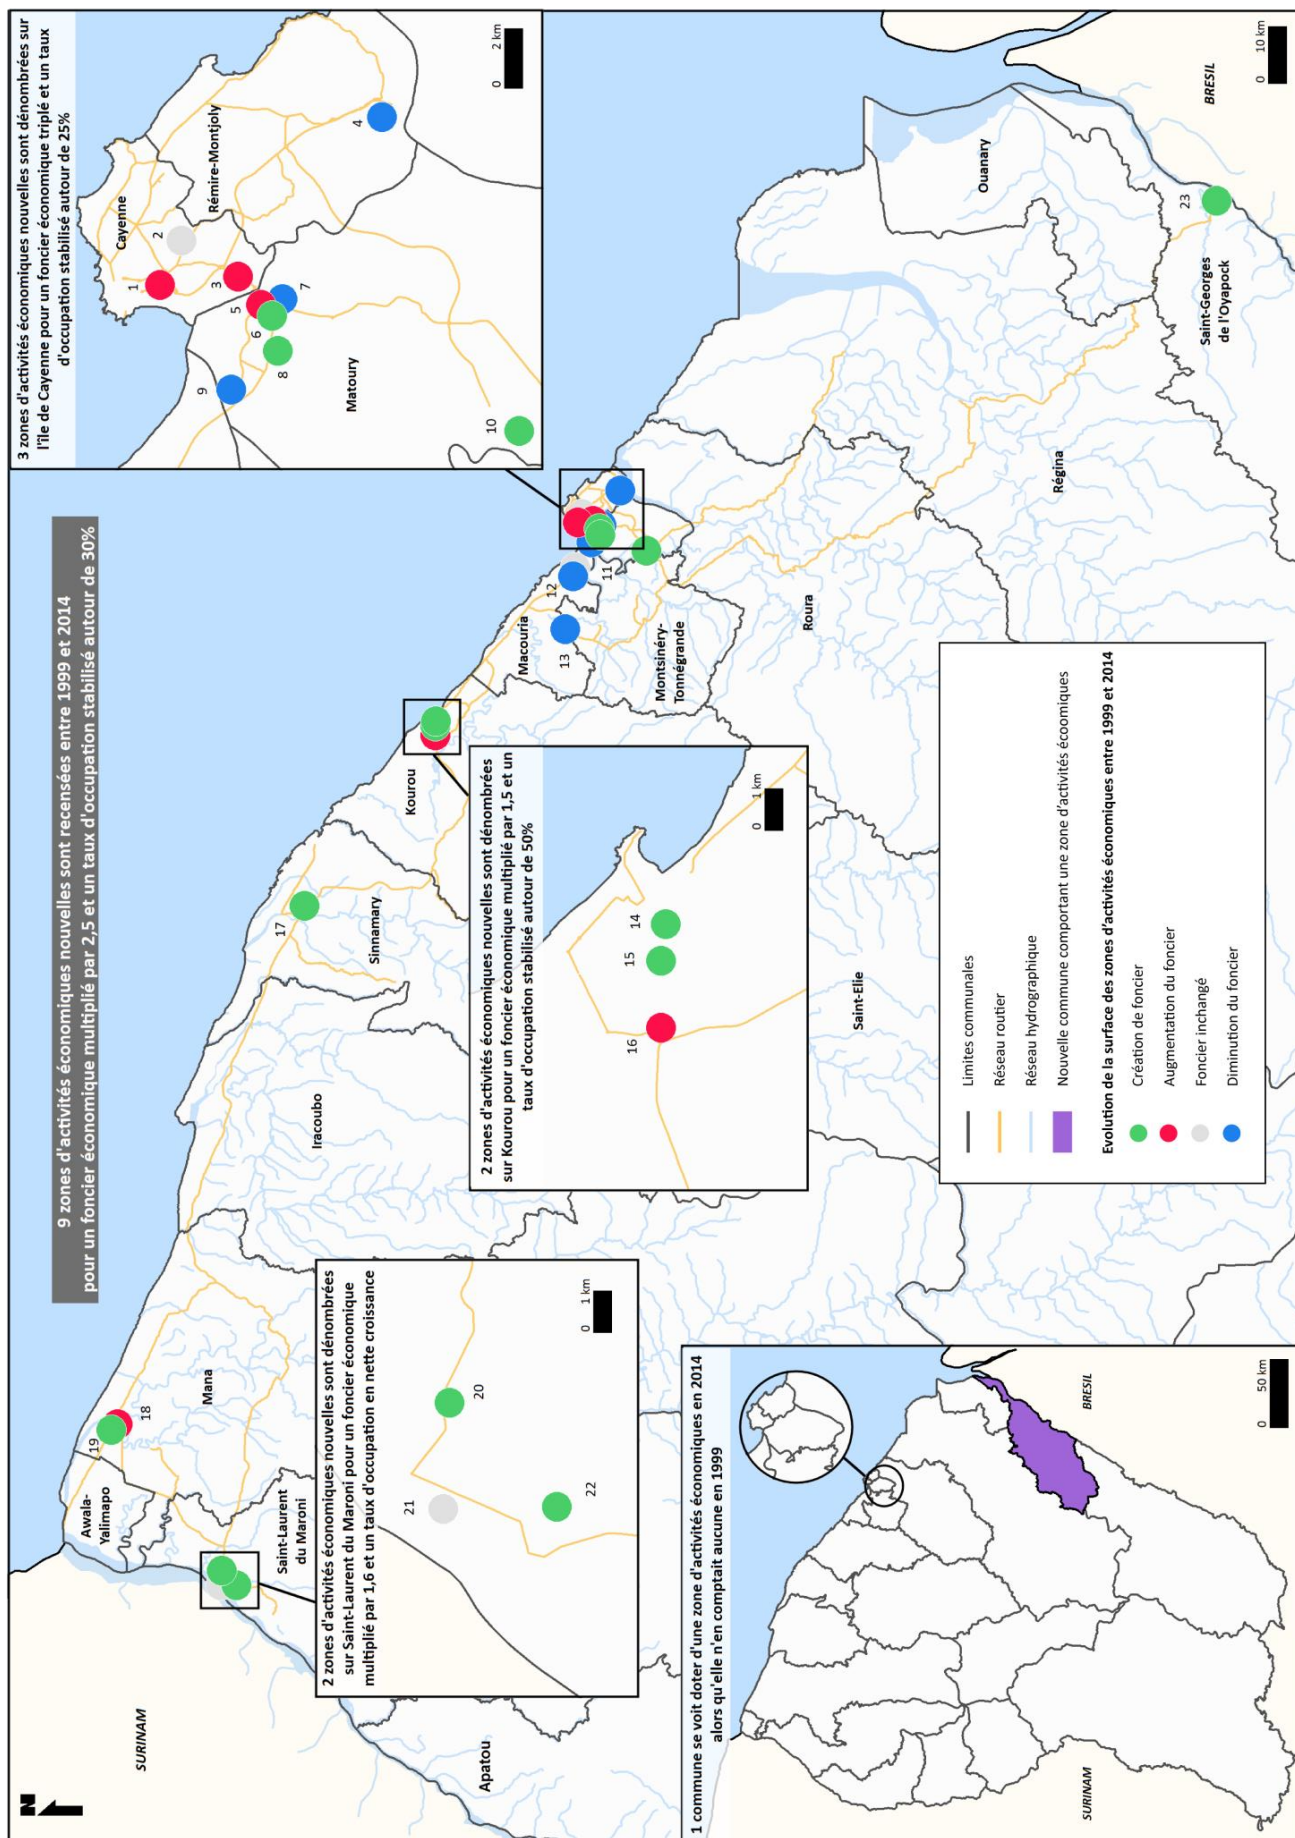 9 zones d'activités économiques nouvelles sont recensées entre 1999 et 2014
pour un foncier économique multiplié par 2,5 et un taux d'occupation stabilisé autour de 30%
N
SURINAM
Awala-
Yalimapo
19
18
Mana
Saint-Laurent
du Maroni
Apatou
Iracoubo
17
Sinnamary
Kourou
Macouria
12
13
11
Montsinéry-
Tonnégrande
Roura
Saint-Elie
Régina
Ouanary
Saint-Georges
de l'Oyapock
23
BRESIL
0 10 km
3 zones d'activités économiques nouvelles sont dénombrées sur
l'île de Cayenne pour un foncier économique triplé et un taux
d'occupation stabilisé autour de 25%
Cayenne
Rémire-Montjoly
Matoury
1
2
3
4
5
6
7
8
9
10
0 2 km
2 zones d'activités économiques nouvelles sont dénombrées
sur Kourou pour un foncier économique multiplié par 1,5 et un
taux d'occupation stabilisé autour de 50%
16
15
14
0 1 km
2 zones d'activités économiques nouvelles sont dénombrées
sur Saint-Laurent du Maroni pour un foncier économique
multiplié par 1,6 et un taux d'occupation en nette croissance
21
20
22
0 1 km
1 commune se voit doter d'une zone d'activités économiques en 2014
alors qu'elle n'en comptait aucune en 1999
SURINAM
BRESIL
0 50 km
Limites communales
Réseau routier
Réseau hydrographique
Nouvelle commune comportant une zone d'activités écoomiques
Evolution de la surface des zones d'activités économiques entre 1999 et 2014
Création de foncier
Augmentation du foncier
Foncier inchangé
Diminution du foncier